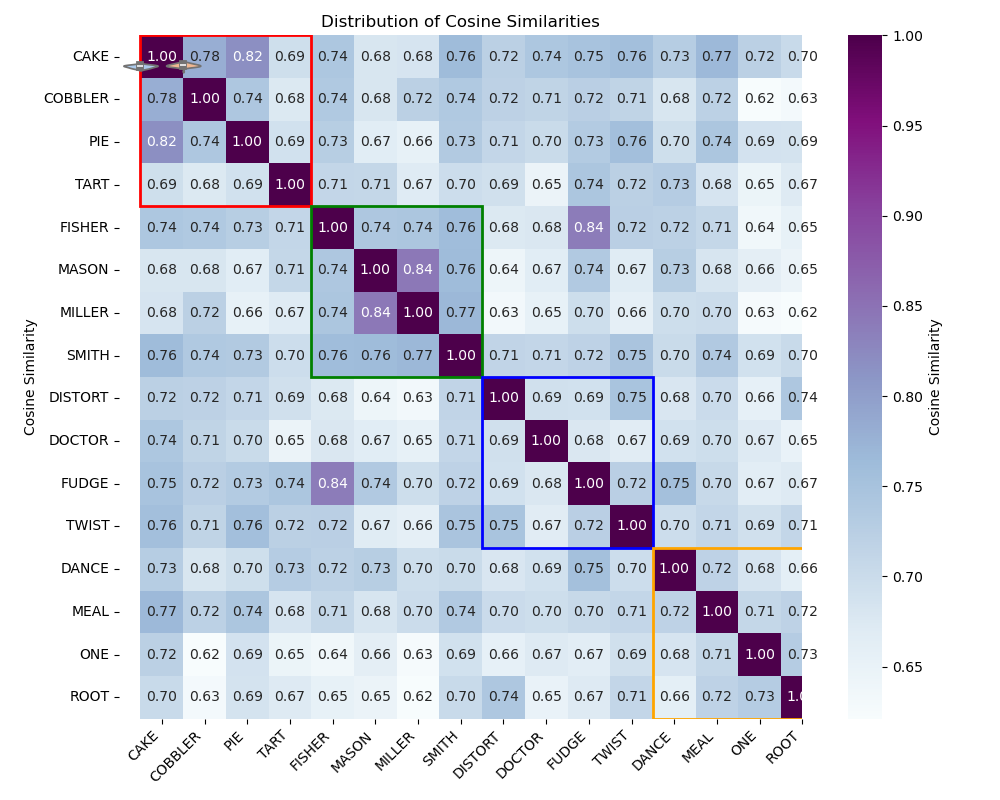 Distribution of Cosine Similarities
CAKE 1.00 0.78 0.82 0.69 0.74 0.68 0.68 0.76 0.72 0.74 0.75 0.76 0.73 0.77 0.72 0.70
COBBLER 0.78 1.00 0.74 0.68 0.74 0.68 0.72 0.74 0.72 0.71 0.72 0.71 0.68 0.72 0.62 0.63
PIE 0.82 0.74 1.00 0.69 0.73 0.67 0.66 0.73 0.71 0.70 0.73 0.76 0.70 0.74 0.69 0.69
TART 0.69 0.68 0.69 1.00 0.71 0.71 0.67 0.70 0.69 0.65 0.74 0.72 0.73 0.68 0.65 0.67
FISHER 0.74 0.74 0.73 0.71 1.00 0.74 0.74 0.76 0.68 0.68 0.84 0.72 0.72 0.71 0.64 0.65
MASON 0.68 0.68 0.67 0.71 0.74 1.00 0.84 0.76 0.64 0.67 0.74 0.67 0.73 0.68 0.66 0.65
MILLER 0.68 0.72 0.66 0.67 0.74 0.84 1.00 0.77 0.63 0.65 0.70 0.66 0.70 0.70 0.63 0.62
SMITH 0.76 0.74 0.73 0.70 0.76 0.76 0.77 1.00 0.71 0.71 0.72 0.75 0.70 0.74 0.69 0.70
DISTORT 0.72 0.72 0.71 0.69 0.68 0.64 0.63 0.71 1.00 0.69 0.69 0.75 0.68 0.70 0.66 0.74
DOCTOR 0.74 0.71 0.70 0.65 0.68 0.67 0.65 0.71 0.69 1.00 0.68 0.67 0.69 0.70 0.67 0.65
FUDGE 0.75 0.72 0.73 0.74 0.84 0.74 0.70 0.72 0.69 0.68 1.00 0.72 0.75 0.70 0.67 0.67
TWIST 0.76 0.71 0.76 0.72 0.72 0.67 0.66 0.75 0.75 0.67 0.72 1.00 0.70 0.71 0.69 0.71
DANCE 0.73 0.68 0.70 0.73 0.72 0.73 0.70 0.70 0.68 0.69 0.75 0.70 1.00 0.72 0.68 0.66
MEAL 0.77 0.72 0.74 0.68 0.71 0.68 0.70 0.74 0.70 0.70 0.70 0.71 0.72 1.00 0.71 0.72
ONE 0.72 0.62 0.69 0.65 0.64 0.66 0.63 0.69 0.66 0.67 0.67 0.69 0.68 0.71 1.00 0.73
ROOT 0.70 0.63 0.69 0.67 0.65 0.65 0.62 0.70 0.74 0.65 0.67 0.71 0.66 0.72 0.73
CAKE COBBLER PIE TART FISHER MASON MILLER SMITH DISTORT DOCTOR FUDGE TWIST DANCE MEAL ONE ROOT
Cosine Similarity
1.00
0.95
0.90
0.85
0.80
0.75
0.70
0.65
Cosine Similarity